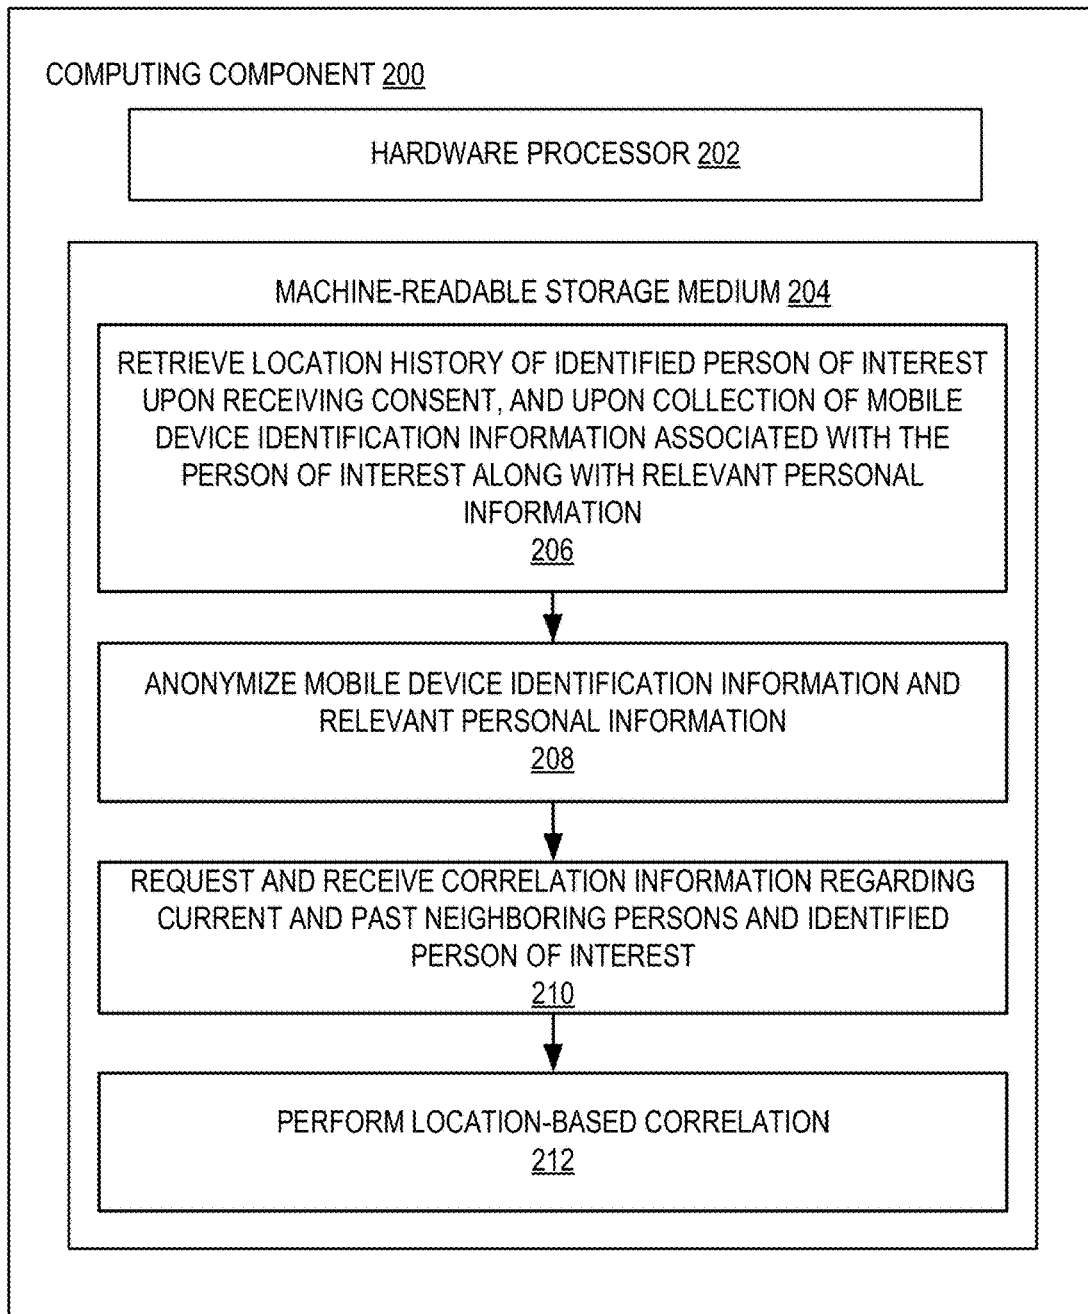 COMPUTING COMPONENT 200
HARDWARE PROCESSOR 202
MACHINE-READABLE STORAGE MEDIUM 204
RETRIEVE LOCATION HISTORY OF IDENTIFIED PERSON OF INTEREST
UPON RECEIVING CONSENT, AND UPON COLLECTION OF MOBILE
DEVICE IDENTIFICATION INFORMATION ASSOCIATED WITH THE
PERSON OF INTEREST ALONG WITH RELEVANT PERSONAL
INFORMATION
206
ANONYMIZE MOBILE DEVICE IDENTIFICATION INFORMATION AND
RELEVANT PERSONAL INFORMATION
208
REQUEST AND RECEIVE CORRELATION INFORMATION REGARDING
CURRENT AND PAST NEIGHBORING PERSONS AND IDENTIFIED
PERSON OF INTEREST
210
PERFORM LOCATION-BASED CORRELATION
212